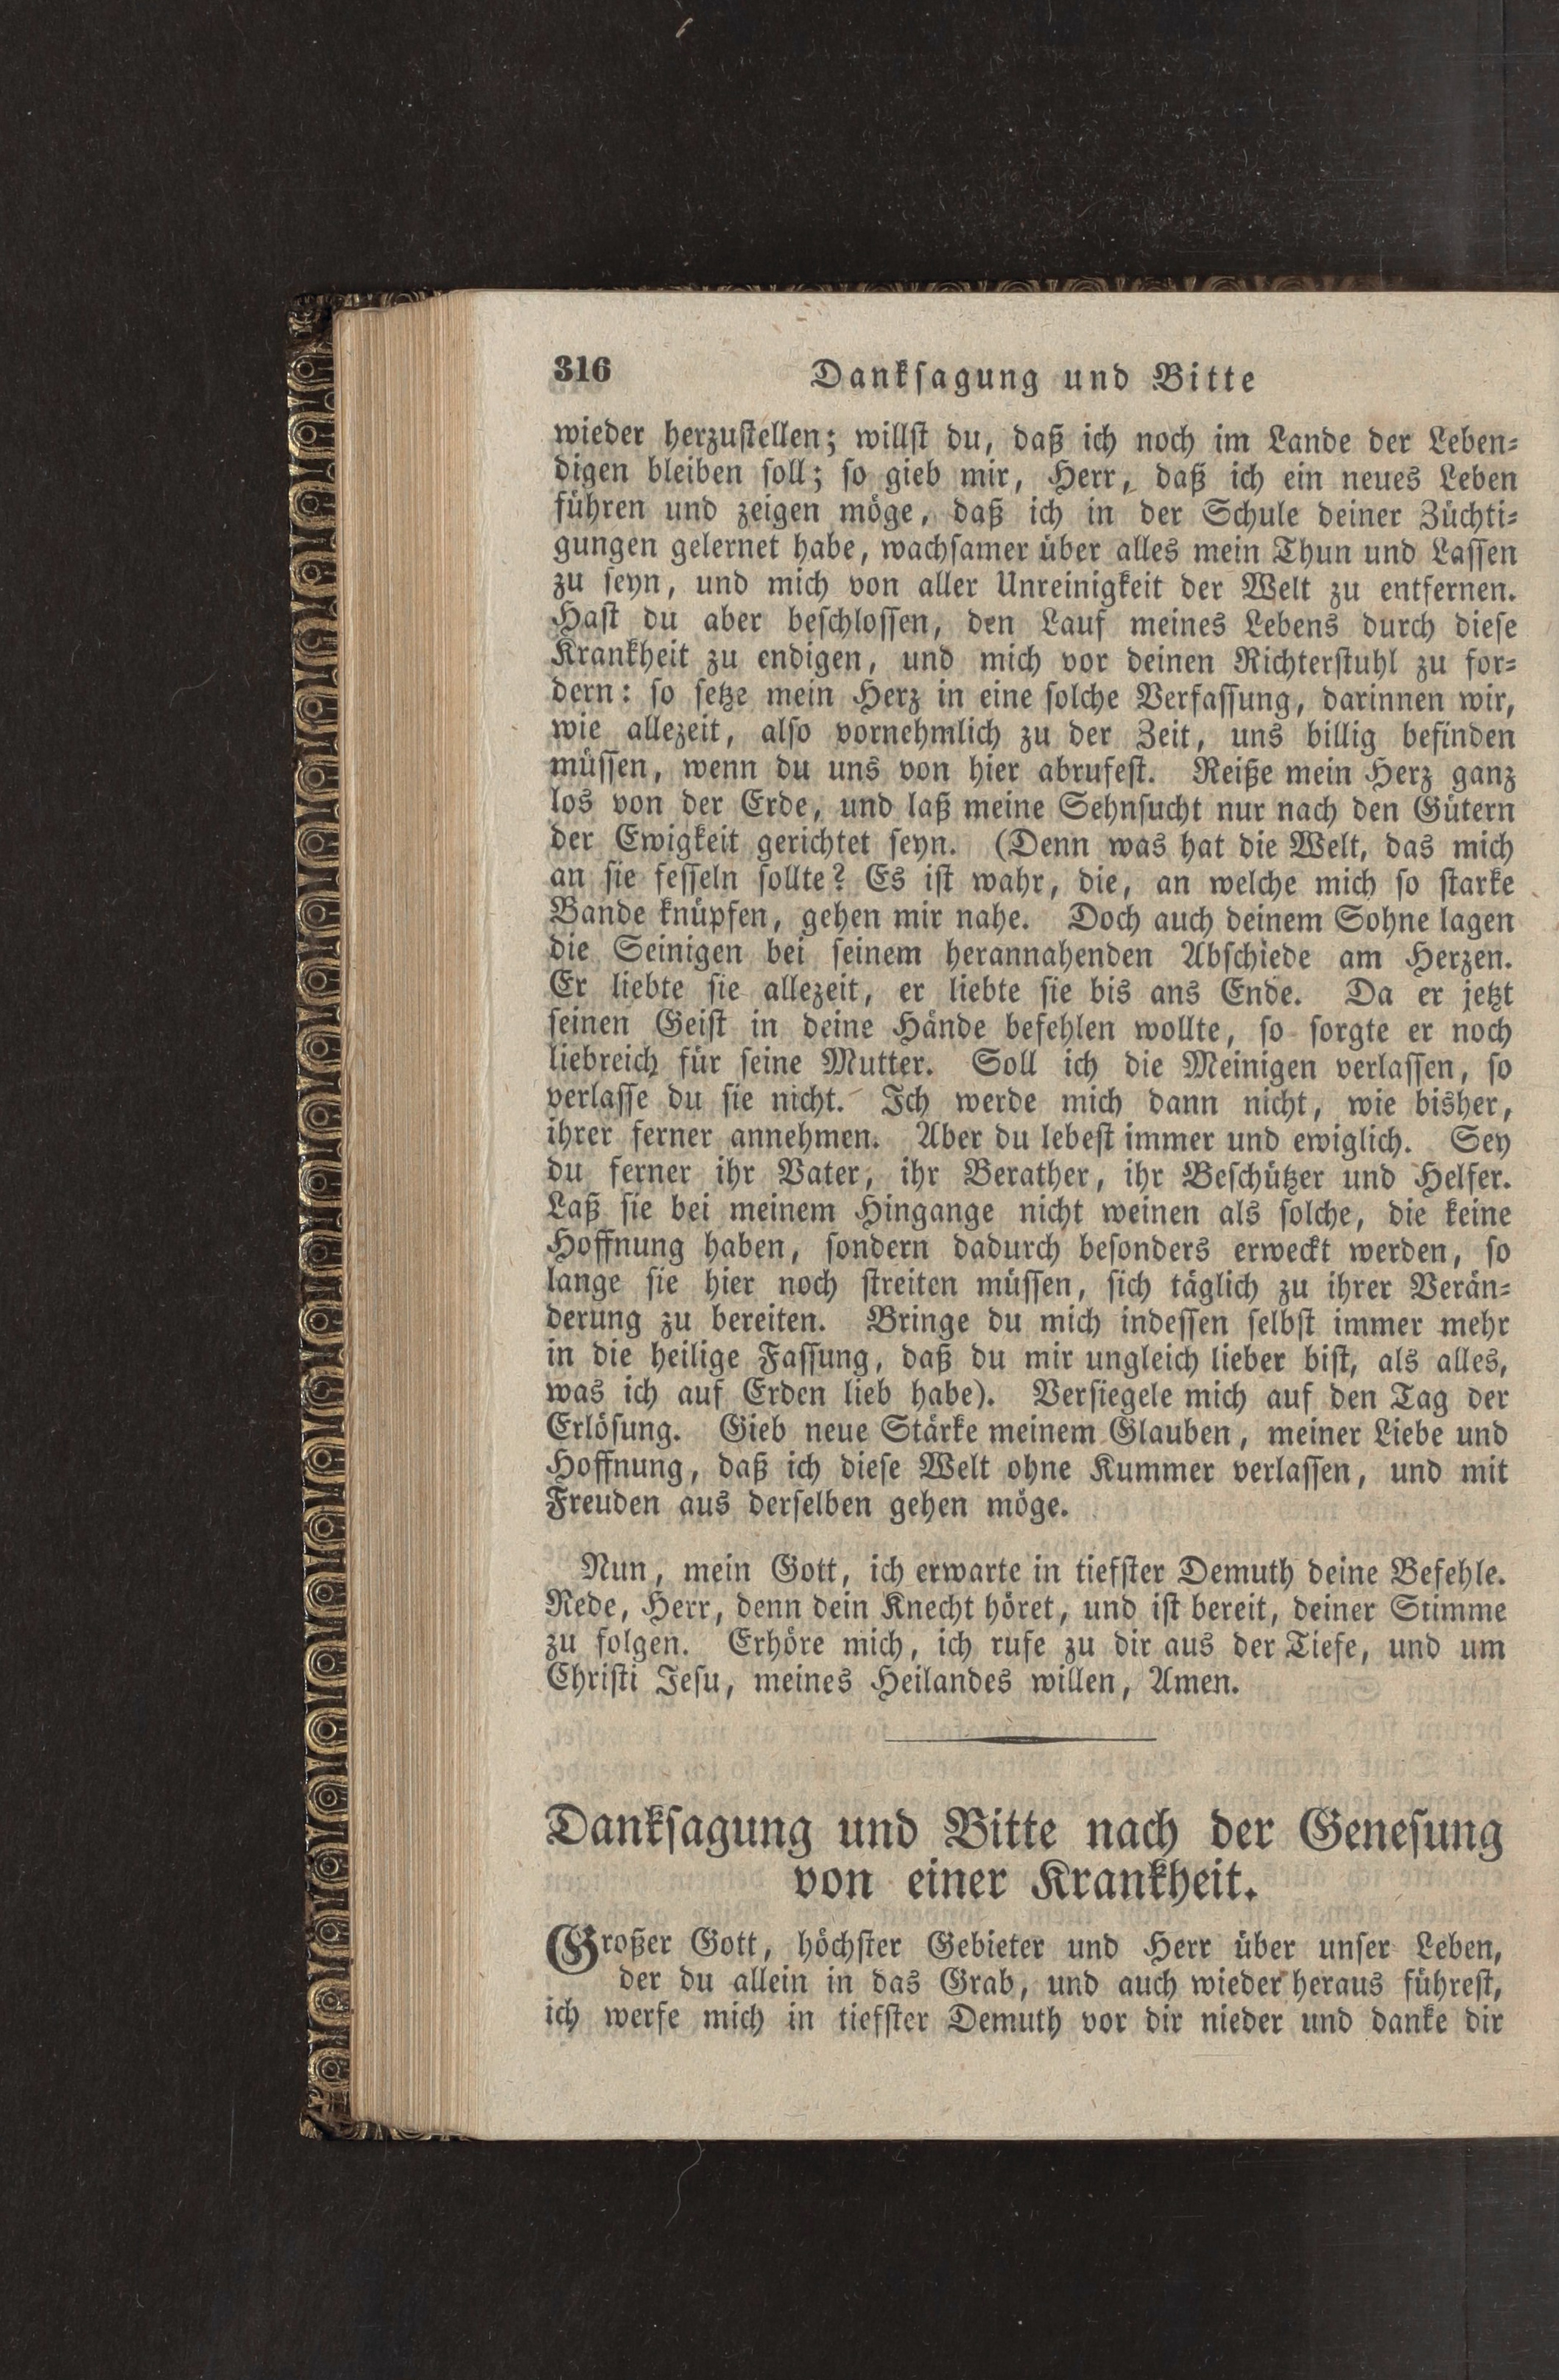 316 Dankſagung und Bitte
wieder herzuſtellen; willſt du, daß ich noch im Lande der Leben⸗
digen bleiben ſoll; ſo gieb mir, Herr, daß ich ein neues Leben
führen und zeigen möge, daß ich in der Schule deiner Züchti⸗
gungen gelernet habe, wachſamer über alles mein Thun und Laſſen
zu ſeyn, und mich von aller Unreinigkeit der Welt zu entfernen.
Haſt du aber beſchloſſen, den Lauf meines Lebens durch dieſe
Krankheit zu endigen, und mich vor deinen Richterſtuhl zu for⸗
dern: ſo ſetze mein Herz in eine ſolche Verfaſſung, darinnen wir,
wie allezeit, alſo vornehmlich zu der Zeit, uns billig befinden
müſſen, wenn du uns von hier abrufeſt. Reiße mein Herz ganz
los von der Erde, und laß meine Sehnſucht nur nach den Gütern
der Ewigkeit gerichtet ſeyn. (Denn was hat die Welt, das mich
an ſie feſſeln ſollte? Es iſt wahr, die, an welche mich ſo ſtarke
Bande knüpfen, gehen mir nahe. Doch auch deinem Sohne lagen
die Seinigen bei ſeinem herannahenden Abſchiede am Herzen.
Er liebte ſie allezeit, er liebte ſie bis ans Ende. Da er jetzt
ſeinen Geiſt in deine Hände befehlen wollte, ſo ſorgte er noch
liebreich für ſeine Mutter. Soll ich die Meinigen verlaſſen, ſo
verlaſſe du ſie nicht. Ich werde mich dann nicht, wie bisher,
ihrer ferner annehmen. Aber du lebeſt immer und ewiglich. Sey
du ferner ihr Vater, ihr Berather, ihr Beſchützer und Helfer.
Laß ſie bei meinem Hingange nicht weinen als ſolche, die keine
Hoffnung haben, ſondern dadurch beſonders erweckt werden, ſo
lange ſie hier noch ſtreiten müſſen, ſich täglich zu ihrer Verän⸗
derung zu bereiten. Bringe du mich indeſſen ſelbſt immer mehr
in die heilige Faſſung, daß du mir ungleich lieber biſt, als alles,
was ich auf Erden lieb habe). Verſiegele mich auf den Tag der
Erlöſung. Gieb neue Stärke meinem Glauben, meiner Liebe und
Hoffnung, daß ich dieſe Welt ohne Kummer verlaſſen, und mit
Freuden aus derſelben gehen möge.
Nun, mein Gott, ich erwarte in tiefſter Demuth deine Befehle.
Rede, Herr, denn dein Knecht höret, und iſt bereit, deiner Stimme
zu folgen. Erhöre mich, ich rufe zu dir aus der Tiefe, und um
Chriſti Jeſu, meines Heilandes willen, Amen.
Dankſagung und Bitte nach der Geneſung
von einer Krankheit.
Großer Gott, höchſter Gebieter und Herr über unſer Leben,
der du allein in das Grab, und auch wieder heraus führeſt,
ich werfe mich in tiefſter Demuth vor dir nieder und danke dir